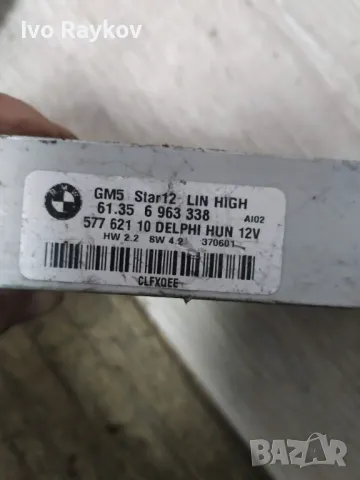 Ivo Raykov
GM5 Star12 LIN HIGH
61.35 6 963 338 AI02
577 621 10 DELPHI HUN 12V
HW 2.2 SW 4.2 370601
CLFXQEE
bazar